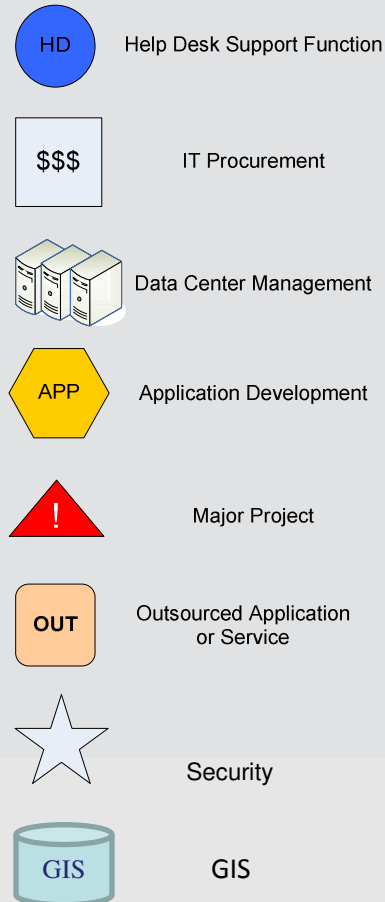 HD
Help Desk Support Function
$$$
IT Procurement
Data Center Management
APP
Application Development
!
Major Project
OUT
Outsourced Application
or Service
Security
GIS
GIS